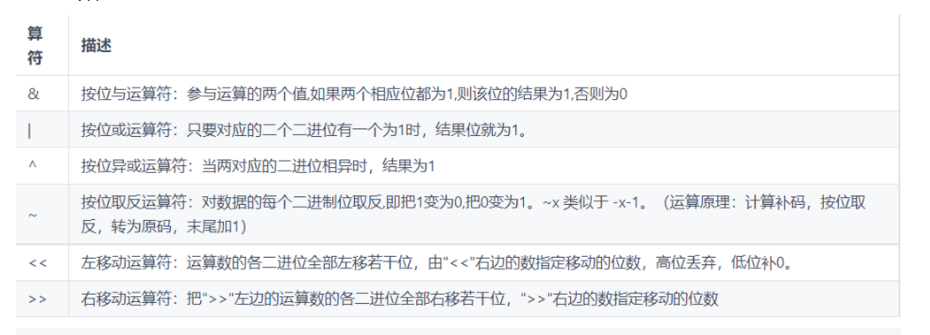 算
符
描述
&
按位与运算符：参与运算的两个值,如果两个相应位都为1,则该位的结果为1,否则为0
|
按位或运算符：只要对应的二个二进位有一个为1时，结果位就为1。
^
按位异或运算符：当两对应的二进位相异时，结果为1
~
按位取反运算符：对数据的每个二进制位取反,即把1变为0,把0变为1。~x 类似于 -x-1。（运算原理：计算补码，按位取
反，转为原码，末尾加1）
<<
左移动运算符：运算数的各二进位全部左移若干位，由"<<"右边的数指定移动的位数，高位丢弃，低位补0。
>>
右移动运算符：把">>"左边的运算数的各二进位全部右移若干位，">>"右边的数指定移动的位数